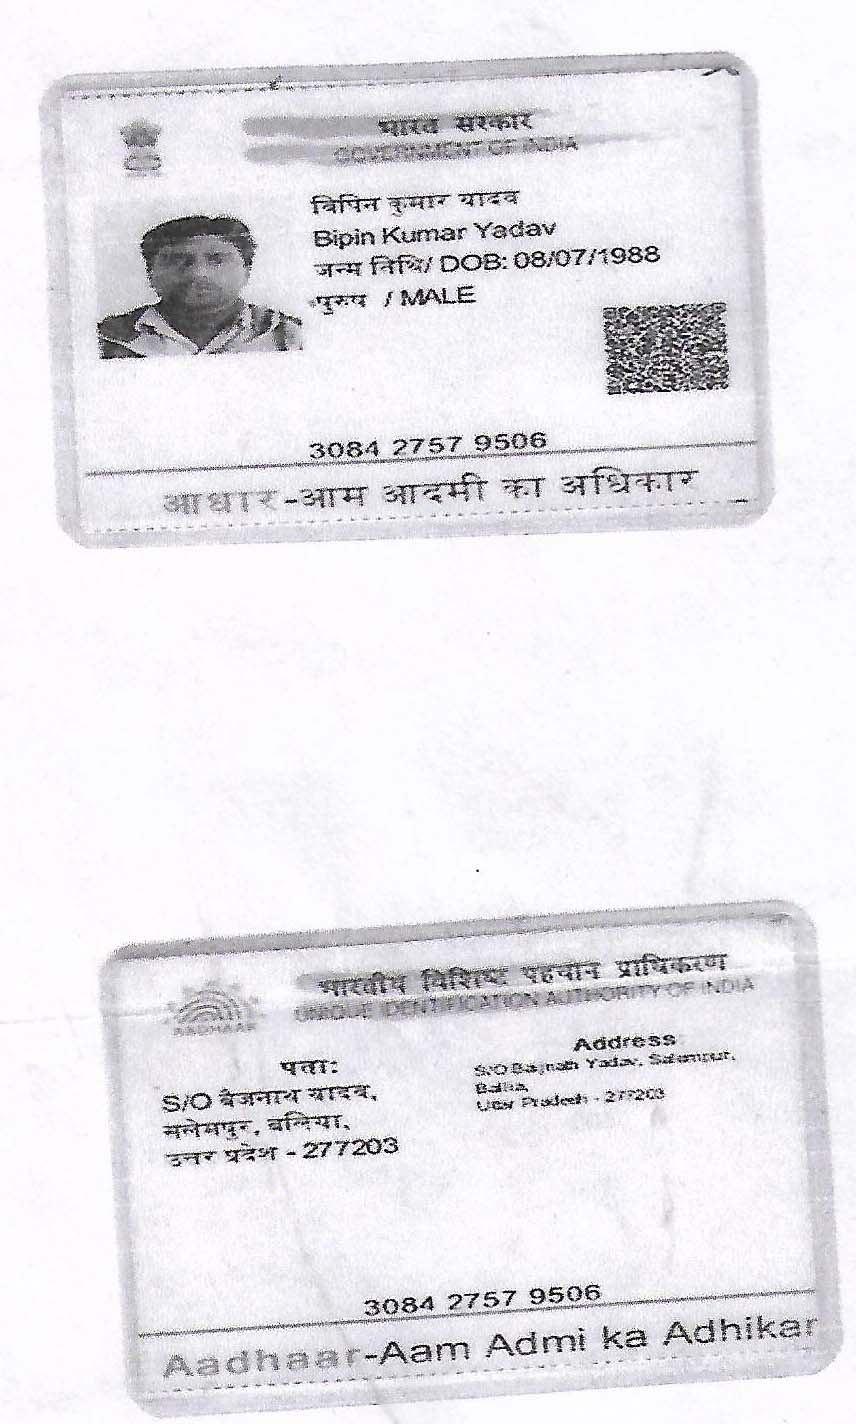 भारत सरकार
GOVERNMENT OF INDIA
विपिन कुमार यादव
Bipin Kumar Yadav
जन्म तिथि/ DOB: 08/07/1988
पुरुष / MALE
3084 2757 9506
आधार-आम आदमी का अधिकार
भारतीय विशिष्ट पहचान प्राधिकरण
UNIQUE IDENTIFICATION AUTHORITY OF INDIA
AADHAAR
पता:
S/O बैजनाथ यादव,
सलेमपुर, बलिया,
उत्तर प्रदेश - 277203
Address
S/O Baijnath Yadav, Salempur,
Ballia,
Uttar Pradesh - 277203
3084 2757 9506
Aadhaar-Aam Admi ka Adhikar